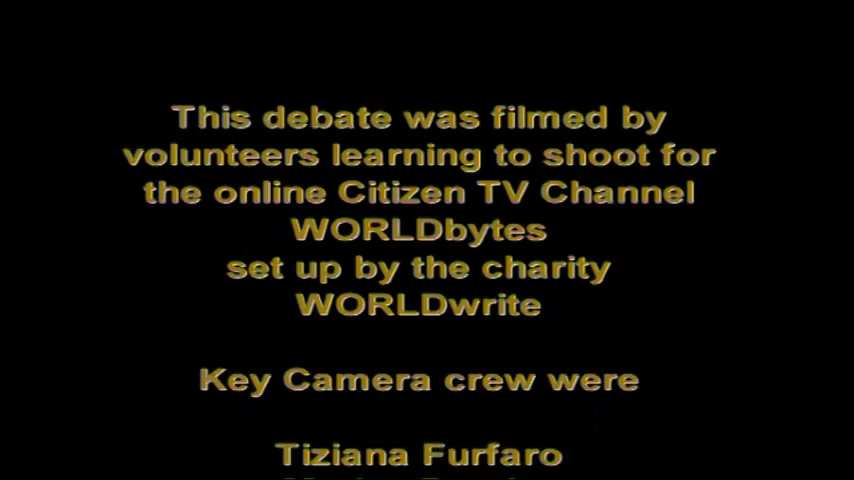 This debate was filmed by
volunteers learning to shoot for
the online Citizen TV Channel
WORLDbytes
set up by the charity
WORLDwrite
Key Camera crew were
Tiziana Furfaro